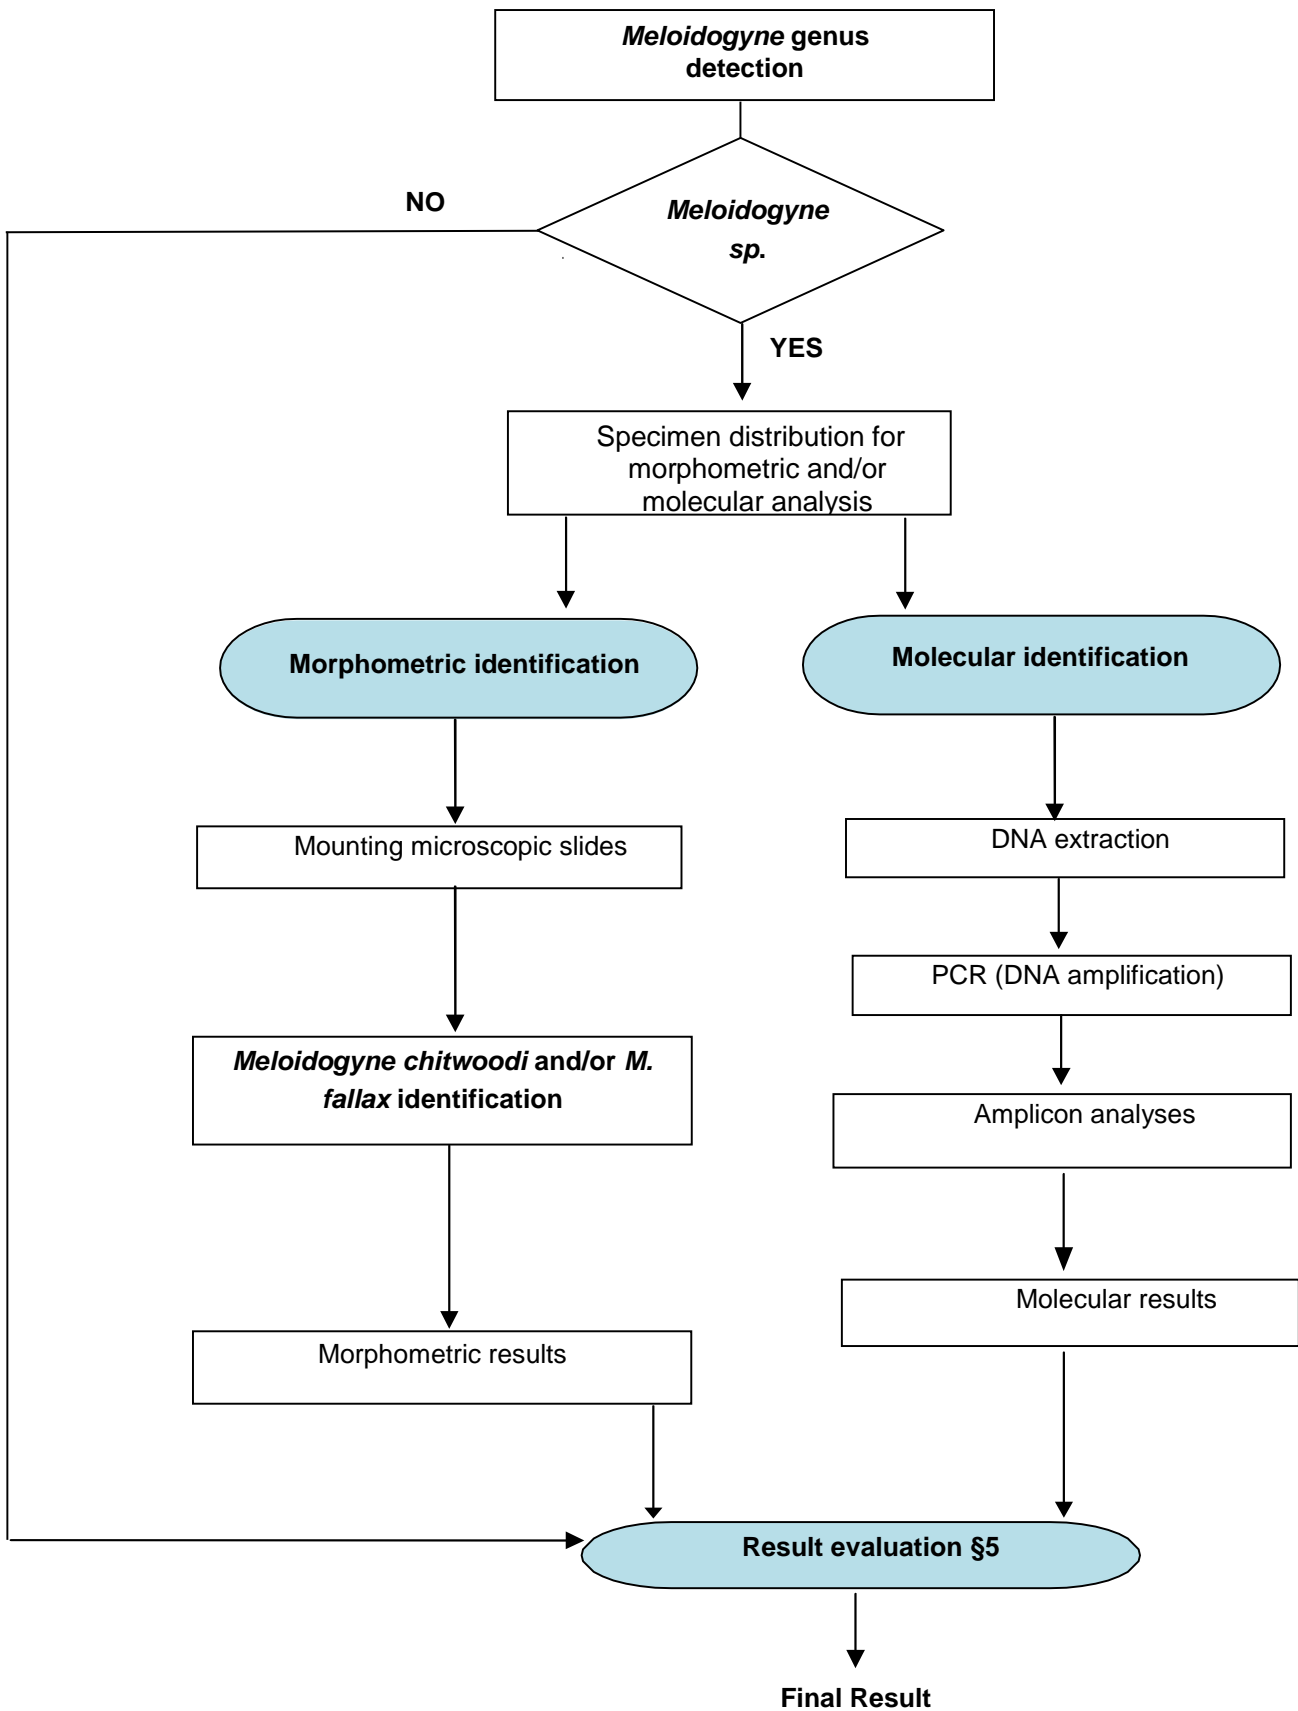 Meloidogyne genus
detection
NO
Meloidogyne
sp.
YES
Specimen distribution for
morphometric and/or
molecular analysis
Morphometric identification
Molecular identification
Mounting microscopic slides
DNA extraction
PCR (DNA amplification)
Meloidogyne chitwoodi and/or M.
fallax identification
Amplicon analyses
Molecular results
Morphometric results
Result evaluation §5
Final Result